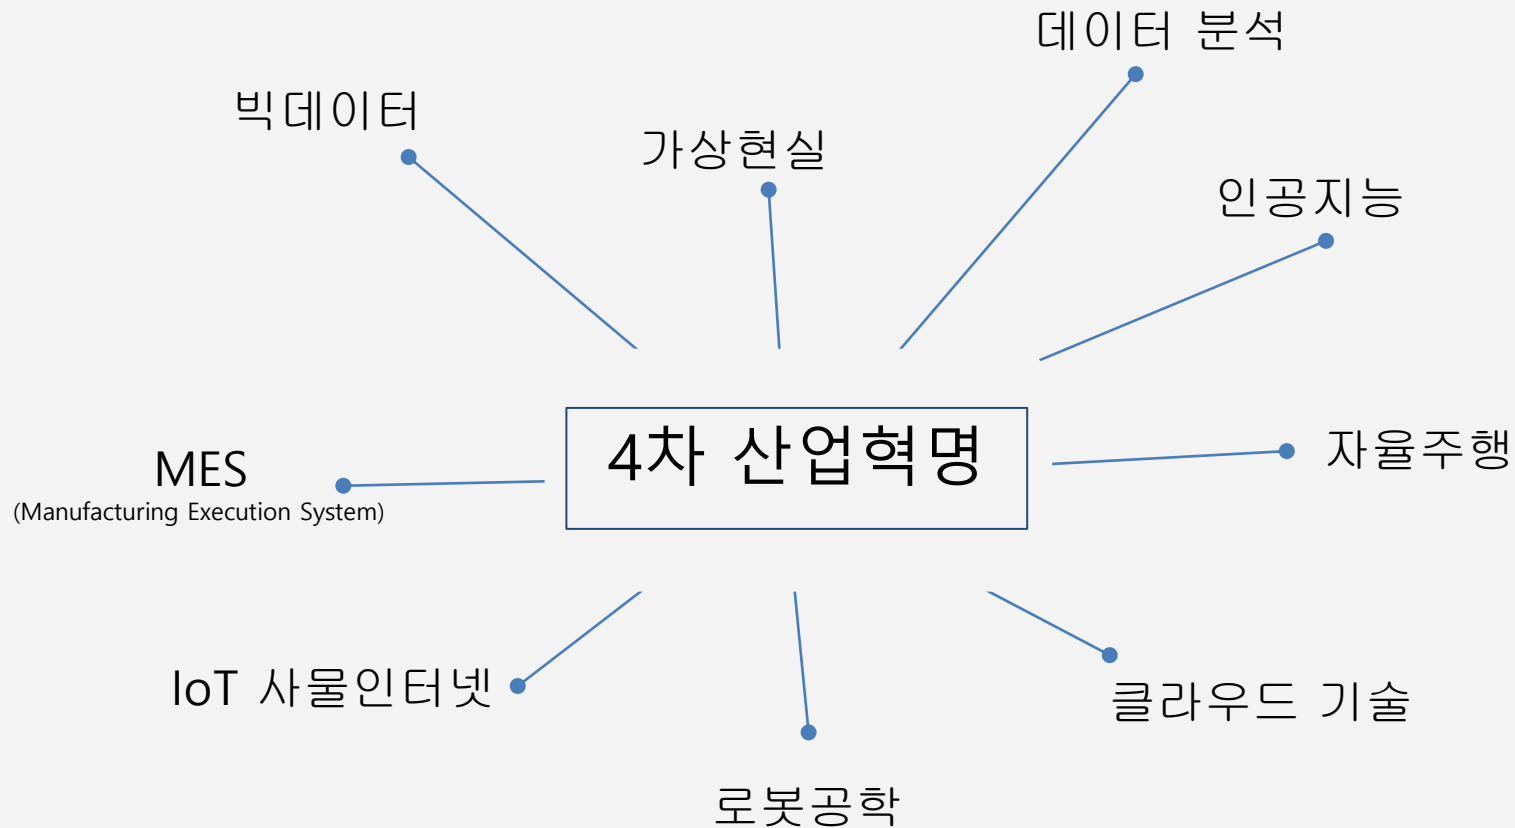 데이터 분석
빅데이터
가상현실
인공지능
4차 산업혁명
자율주행
MES
(Manufacturing Execution System)
IoT 사물인터넷
클라우드 기술
로봇공학